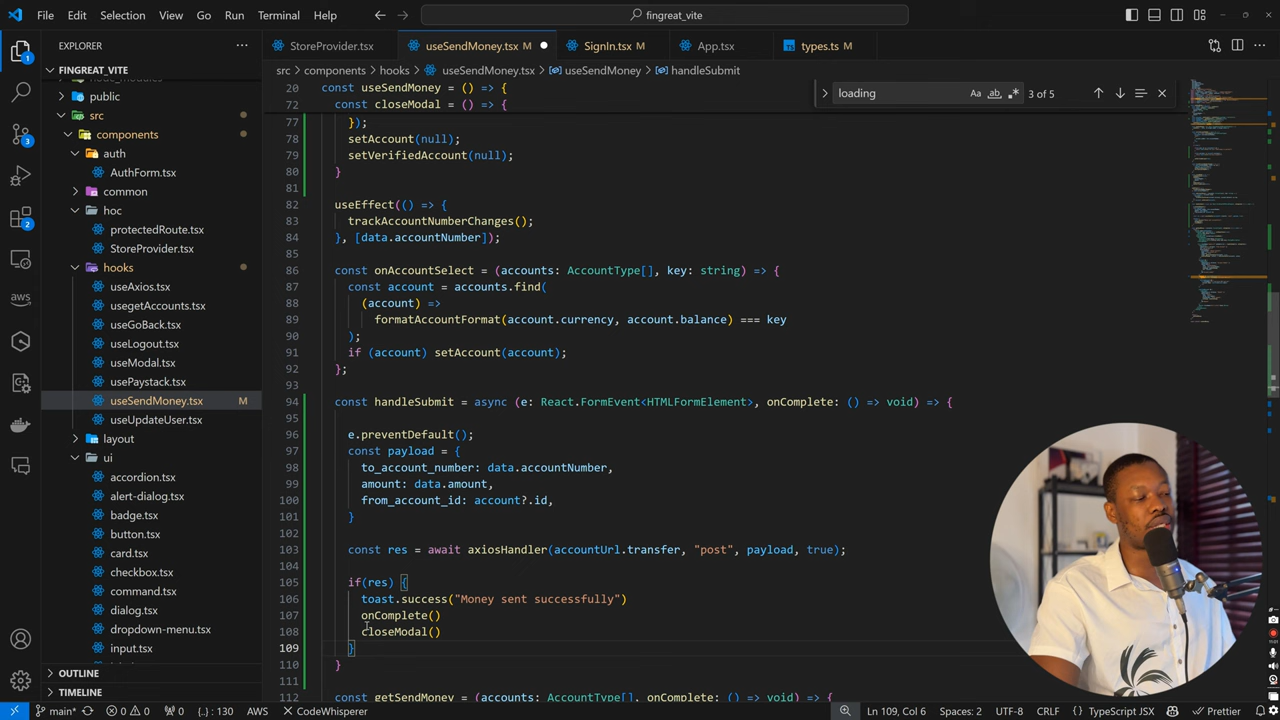 File Edit Selection View Go Run Terminal Help
fingreat_vite
EXPLORER
FINGREAT_VITE
node_modules
public
src
components
auth
AuthForm.tsx
common
hoc
protectedRoute.tsx
StoreProvider.tsx
hooks
useAxios.tsx
usegetAccounts.tsx
useGoBack.tsx
useLogout.tsx
useModal.tsx
usePaystack.tsx
useSendMoney.tsx M
useUpdateUser.tsx
layout
ui
accordion.tsx
alert-dialog.tsx
badge.tsx
button.tsx
card.tsx
checkbox.tsx
command.tsx
dialog.tsx
dropdown-menu.tsx
input.tsx
OUTLINE
TIMELINE
StoreProvider.tsx useSendMoney.tsx M SignIn.tsx M App.tsx types.ts M
src > components > hooks > useSendMoney.tsx > useSendMoney > handleSubmit
loading Aa ab .* 3 of 5
20 const useSendMoney = () => {
72 const closeModal = () => {
77 });
78 setAccount(null);
79 setVerifiedAccount(null);
80 }
81
82 useEffect(() => {
83 trackAccountNumberChanges();
84 }, [data.accountNumber]);
85
86 const onAccountSelect = (accounts: AccountType[], key: string) => {
87 const account = accounts.find(
88 (account) =>
89 formatAccountFormat(account.currency, account.balance) === key
90 );
91 if (account) setAccount(account);
92 };
93
94 const handleSubmit = async (e: React.FormEvent<HTMLFormElement>, onComplete: () => void) => {
95
96 e.preventDefault();
97 const payload = {
98 to_account_number: data.accountNumber,
99 amount: data.amount,
100 from_account_id: account?.id,
101 }
102
103 const res = await axiosHandler(accountUrl.transfer, "post", payload, true);
104
105 if(res) {
106 toast.success("Money sent successfully")
107 onComplete()
108 closeModal()
109 }
110 }
111
112 const getSendMoney = (accounts: AccountType[], onComplete: () => void) => {
main* 0 0 0 {..}: 130 AWS CodeWhisperer Ln 109, Col 6 Spaces: 2 UTF-8 CRLF {} TypeScript JSX Prettier